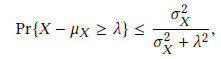 Pr{X − μ_X ≥ λ} ≤ σ_X^2 / (σ_X^2 + λ^2),